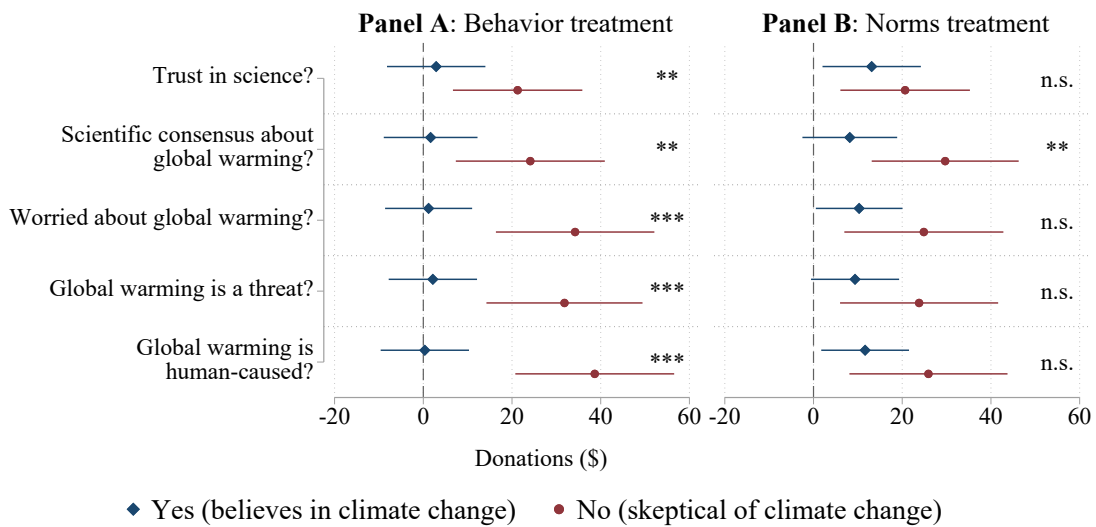 Panel A: Behavior treatment
Panel B: Norms treatment
Trust in science?
**
n.s.
Scientific consensus about
global warming?
**
**
Worried about global warming?
***
n.s.
Global warming is a threat?
***
n.s.
Global warming is
human-caused?
***
n.s.
-20 0 20 40 60
-20 0 20 40 60
Donations ($)
Yes (believes in climate change)
No (skeptical of climate change)